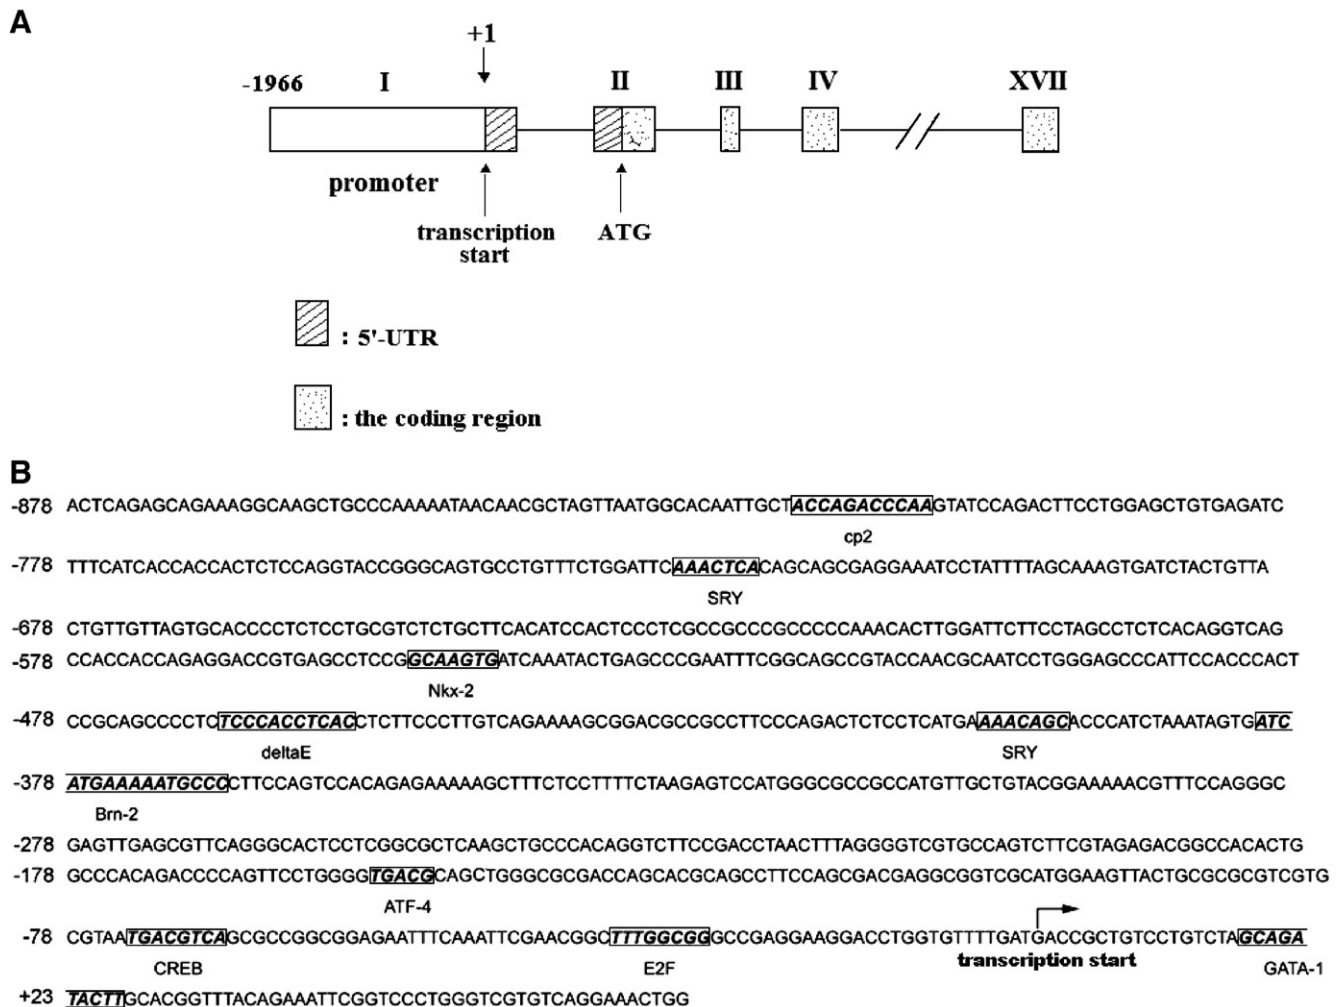 A
+1
-1966 I II III IV XVII
promoter
transcription start
ATG
: 5'-UTR
: the coding region
B
-878 ACTCAGAGCAGAAAGGCAAGCTGCCCAAAAATAACAACGCTAGTTAATGGCACAATTGCTACCAGACCCAAGTATCCAGACTTCCTGGAGCTGTGAGATC
cp2
-778 TTTCATCACCACCACTCTCCAGGTACCGGGCAGTGCCTGTTTCTGGATTCAAACTCACAGCAGCGAGGAAATCCTATTTTAGCAAAGTGATCTACTGTTA
SRY
-678 CTGTTGTTAGTGCACCCCTCTCCTGCGTCTCTGCTTCACATCCACTCCCTCGCCGCCCGCCCCCAAACACTTGGATTCTTCCTAGCCTCTCACAGGTCAG
-578 CCACCACCAGAGGACCGTGAGCCTCCGGCAAGTGATCAAATACTGAGCCCGAATTTCGGCAGCCGTACCAACGCAATCCTGGGAGCCCATTCCACCCACT
Nkx-2
-478 CCGCAGCCCCTCTCCCACCTCACCTCTTCCCTTGTCAGAAAAGCGGACGCCGCCTTCCCAGACTCTCCTCATGAAAACAGCACCCATCTAAATAGTGATC
deltaE SRY
-378 ATGAAAAATGCCCCTTCCAGTCCACAGAGAAAAAGCTTTCTCCTTTTCTAAGAGTCCATGGGCGCCGCCATGTTGCTGTACGGAAAAACGTTTCCAGGGC
Brn-2
-278 GAGTTGAGCGTTCAGGGCACTCCTCGGCGCTCAAGCTGCCCACAGGTCTTCCGACCTAACTTTAGGGGTCGTGCCAGTCTTCGTAGAGACGGCCACACTG
-178 GCCCACAGACCCCAGTTCCTGGGGTGACGCAGCTGGGCGCGACCAGCACGCAGCCTTCCAGCGACGAGGCGGTCGCATGGAAGTTACTGCGCGCGTCGTG
ATF-4
-78 CGTAATGACGTCAGCGCCGGCGGAGAATTTCAAATTCGAACGGCTTTGGCGGGCCGAGGAAGGACCTGGTGTTTTGATGACCGCTGTCCTGTCTAGCAGA
CREB E2F transcription start GATA-1
+23 TACTTGCACGGTTTACAGAAATTCGGTCCCTGGGTCGTGTCAGGAAACTGG